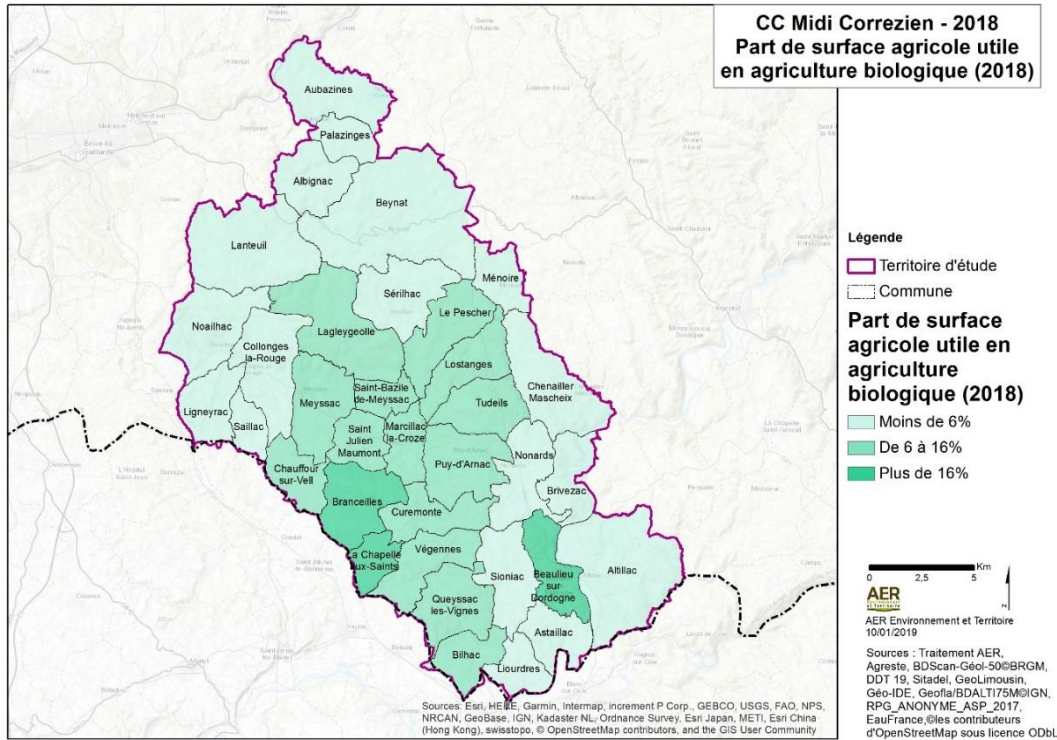 CC Midi Correzien - 2018
Part de surface agricole utile
en agriculture biologique (2018)
Aubazines
Palazinges
Albignac
Beynat
Lanteuil
Ménoire
Sérilhac
Noailhac
Lagleygeolle
Le Pescher
Collonges
la-Rouge
Lostanges
Chenailler
Mascheix
Saint-Bazile
de-Meyssac
Meyssac
Tudeils
Ligneyrac
Saillac
Saint
Julien
Maumont
Marcillac
la-Croze
Nonards
Puy-d'Arnac
Chauffour
sur-Vell
Brivezac
Branceilles
Curemonte
La Chapelle
aux-Saints
Végennes
Sioniac
Beaulieu
sur
Dordogne
Altillac
Queyssac
les-Vignes
Astaillac
Bilhac
Liourdres
Légende
Territoire d'étude
Commune
Part de surface
agricole utile en
agriculture
biologique (2018)
Moins de 6%
De 6 à 16%
Plus de 16%
Km
0 2,5 5
AER
AER Environnement et Territoire
10/01/2019
Sources : Traitement AER,
Agreste, BDScan-Géol-50©BRGM,
DDT 19, Sitadel, GeoLimousin,
Géo-IDE, Geofla/BDALTI75M©IGN,
RPG_ANONYME_ASP_2017,
EauFrance,©les contributeurs
d'OpenStreetMap sous licence ODbL
Sources: Esri, HERE, Garmin, Intermap, increment P Corp., GEBCO, USGS, FAO, NPS,
NRCAN, GeoBase, IGN, Kadaster NL, Ordnance Survey, Esri Japan, METI, Esri China
(Hong Kong), swisstopo, © OpenStreetMap contributors, and the GIS User Community